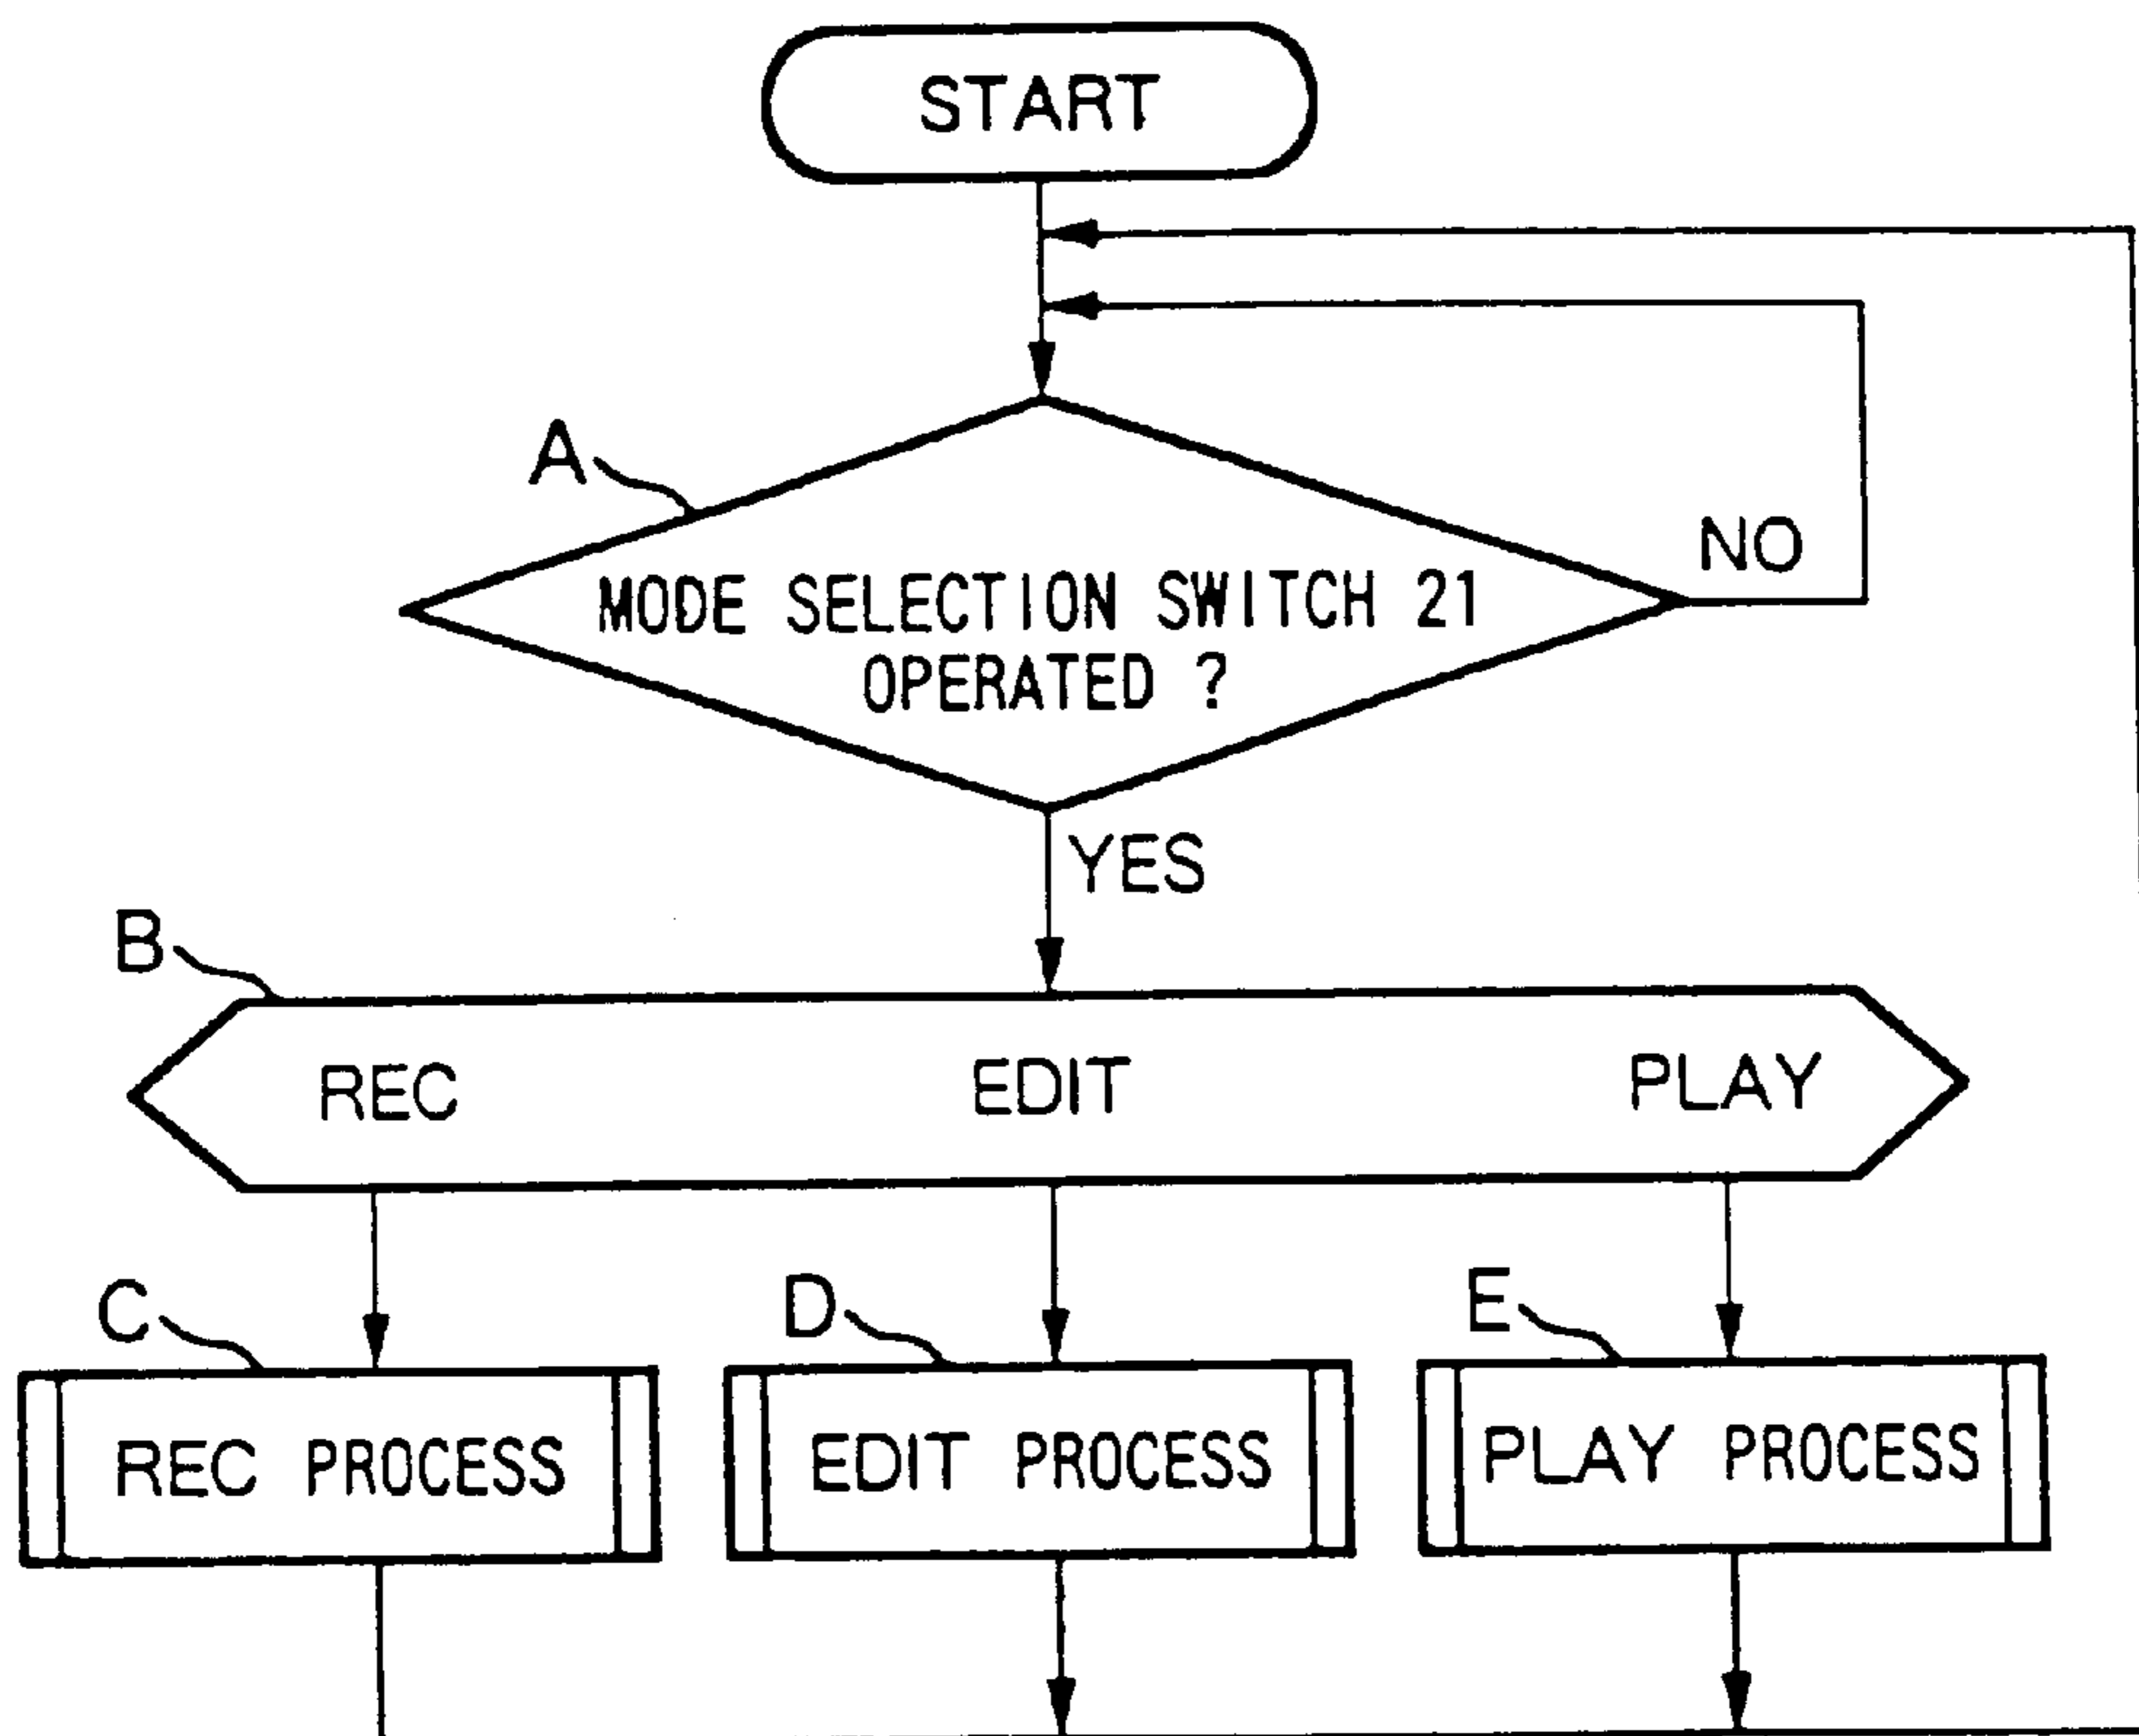 START
A
NO
MODE SELECTION SWITCH 21
OPERATED ?
YES
B
REC EDIT PLAY
C D E
REC PROCESS EDIT PROCESS PLAY PROCESS